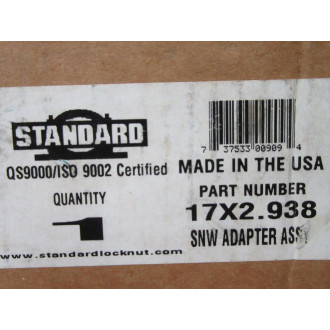 STANDARD
QS9000/ISO 9002 Certified
QUANTITY
www.standardlocknut.com
7 37533 00909 4
MADE IN THE USA
PART NUMBER
17X2.938
SNW ADAPTER ASSY